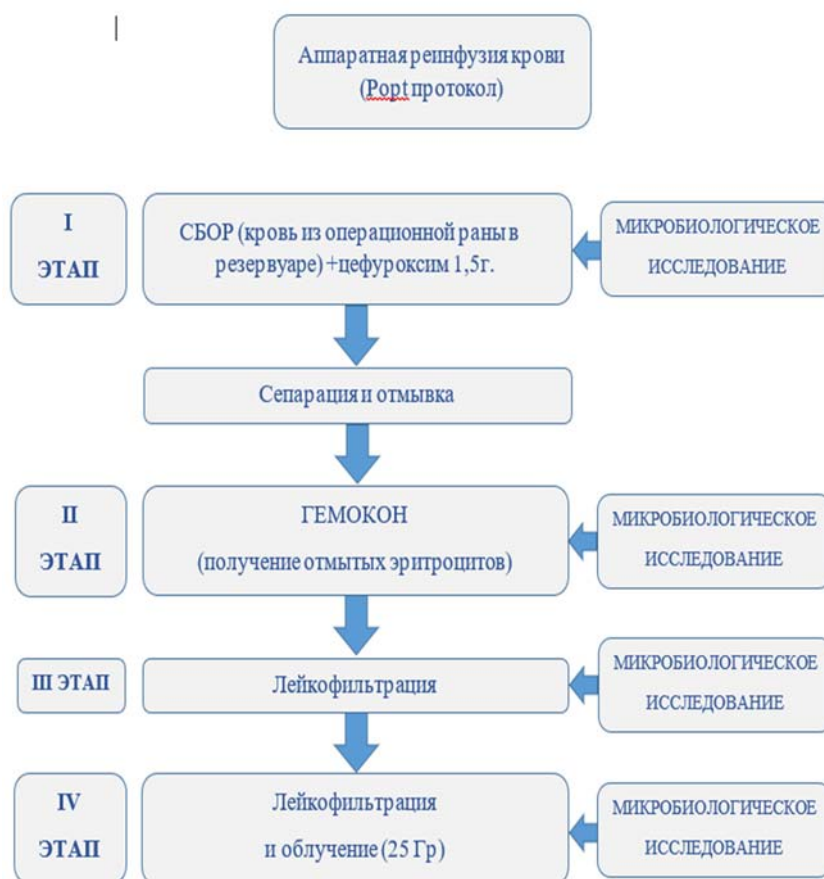 Аппаратная реинфузия крови
(Popt протокол)
I
ЭТАП
СБОР (кровь из операционной раны в
резервуаре) +цефуроксим 1,5г.
МИКРОБИОЛОГИЧЕСКОЕ
ИССЛЕДОВАНИЕ
Сепарация и отмывка
II
ЭТАП
ГЕМОКОН
(получение отмытых эритроцитов)
МИКРОБИОЛОГИЧЕСКОЕ
ИССЛЕДОВАНИЕ
III ЭТАП
Лейкофильтрация
МИКРОБИОЛОГИЧЕСКОЕ
ИССЛЕДОВАНИЕ
IV
ЭТАП
Лейкофильтрация
и облучение (25 Гр)
МИКРОБИОЛОГИЧЕСКОЕ
ИССЛЕДОВАНИЕ